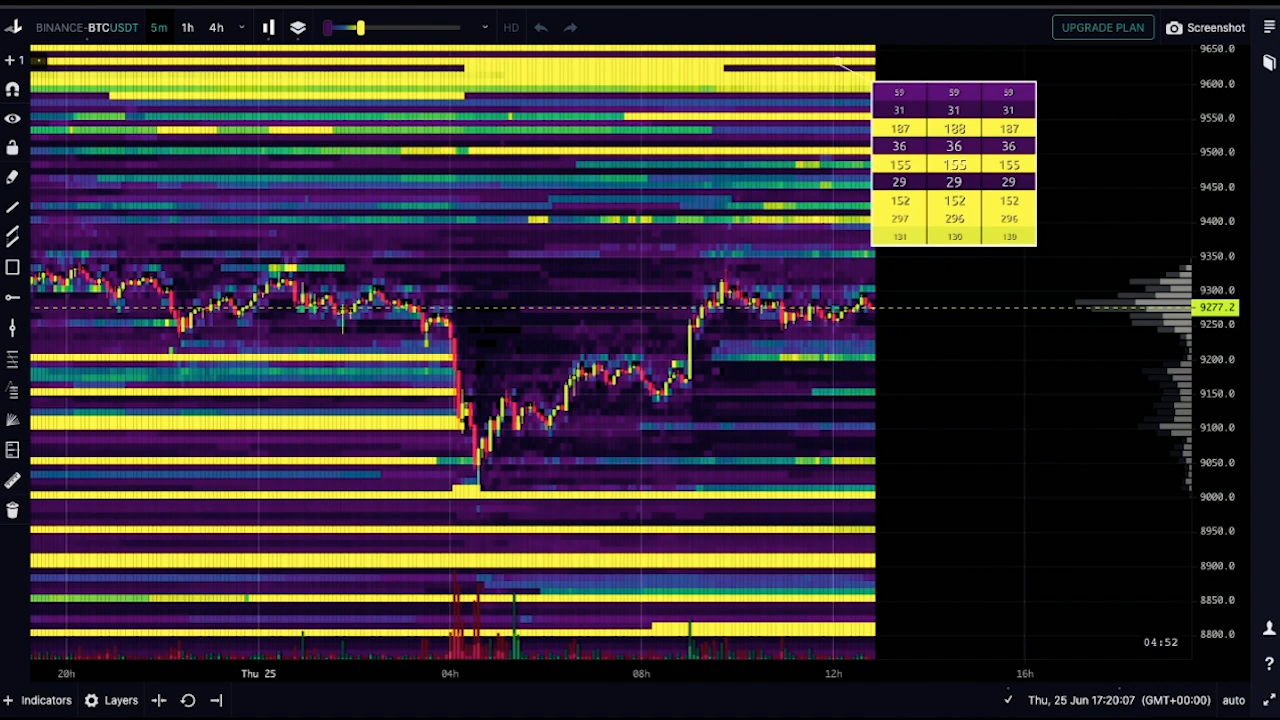 BINANCE-BTCUSDT 5m 1h 4h HD UPGRADE PLAN Screenshot
1
9650.0
9600.0
9550.0
9500.0
9450.0
9400.0
9350.0
9300.0
9277.2
9250.0
9200.0
9150.0
9100.0
9050.0
9000.0
8950.0
8900.0
8850.0
8800.0
59 59 59
31 31 31
187 188 187
36 36 36
155 155 155
29 29 29
152 152 152
297 296 296
131 130 130
04:52
20h Thu 25 04h 08h 12h 16h
Indicators Layers Thu, 25 Jun 17:20:07 (GMT+00:00) auto